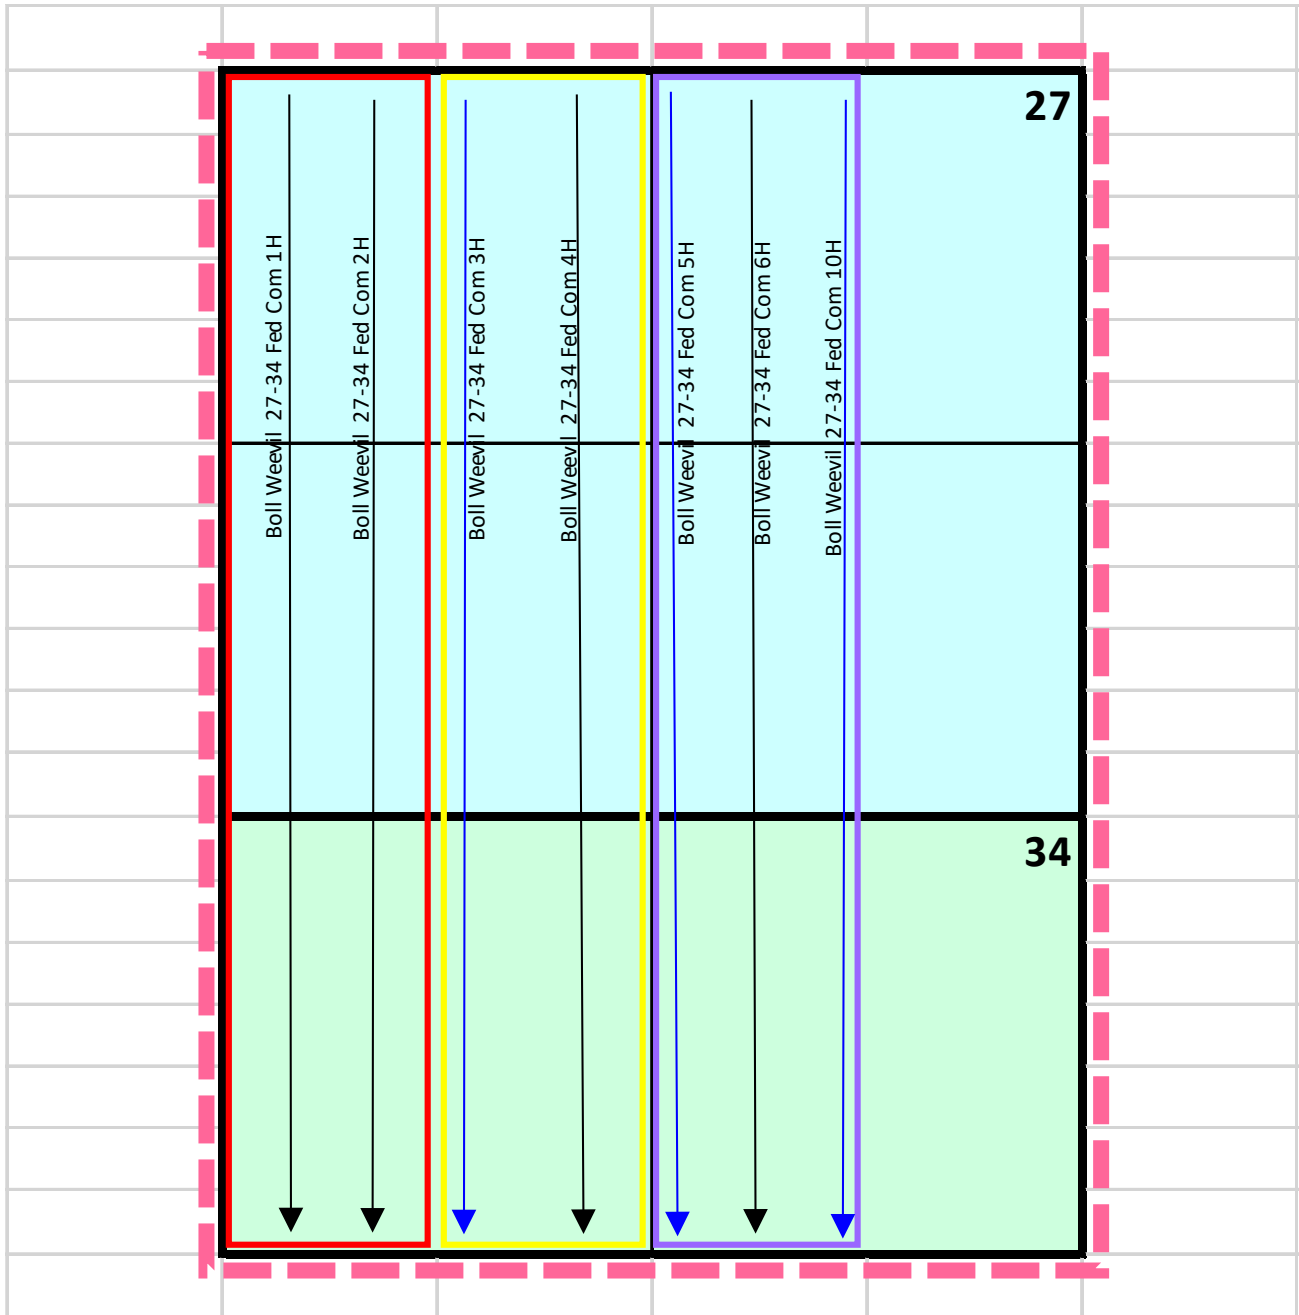 27
Boll Weevil 27-34 Fed Com 1H
Boll Weevil 27-34 Fed Com 2H
Boll Weevil 27-34 Fed Com 3H
Boll Weevil 27-34 Fed Com 4H
Boll Weevil 27-34 Fed Com 5H
Boll Weevil 27-34 Fed Com 6H
Boll Weevil 27-34 Fed Com 10H
34